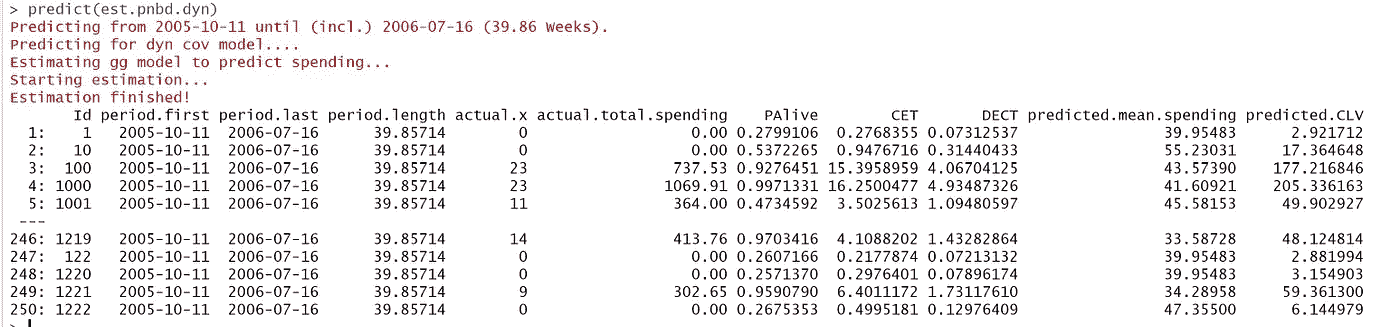 > predict(est.pnbd.dyn)
Predicting from 2005-10-11 until (incl.) 2006-07-16 (39.86 Weeks).
Predicting for dyn cov model....
Estimating gg model to predict spending...
Starting estimation...
Estimation finished!
Id period.first period.last period.length actual.x actual.total.spending PAlive CET DECT predicted.mean.spending predicted.CLV
1: 1 2005-10-11 2006-07-16 39.85714 0 0.00 0.2799106 0.2768355 0.07312537 39.95483 2.921712
2: 10 2005-10-11 2006-07-16 39.85714 0 0.00 0.5372265 0.9476716 0.31440433 55.23031 17.364648
3: 100 2005-10-11 2006-07-16 39.85714 23 737.53 0.9276451 15.3958959 4.06704125 43.57390 177.216846
4: 1000 2005-10-11 2006-07-16 39.85714 23 1069.91 0.9971331 16.2500477 4.93487326 41.60921 205.336163
5: 1001 2005-10-11 2006-07-16 39.85714 11 364.00 0.4734592 3.5025613 1.09480597 45.58153 49.902927
---
246: 1219 2005-10-11 2006-07-16 39.85714 14 413.76 0.9703416 4.1088202 1.43282864 33.58728 48.124814
247: 122 2005-10-11 2006-07-16 39.85714 0 0.00 0.2607166 0.2177874 0.07213132 39.95483 2.881994
248: 1220 2005-10-11 2006-07-16 39.85714 0 0.00 0.2571370 0.2976401 0.07896174 39.95483 3.154903
249: 1221 2005-10-11 2006-07-16 39.85714 9 302.65 0.9590790 6.4011172 1.73117610 34.28958 59.361300
250: 1222 2005-10-11 2006-07-16 39.85714 0 0.00 0.2675353 0.4995181 0.12976409 47.35500 6.144979
>